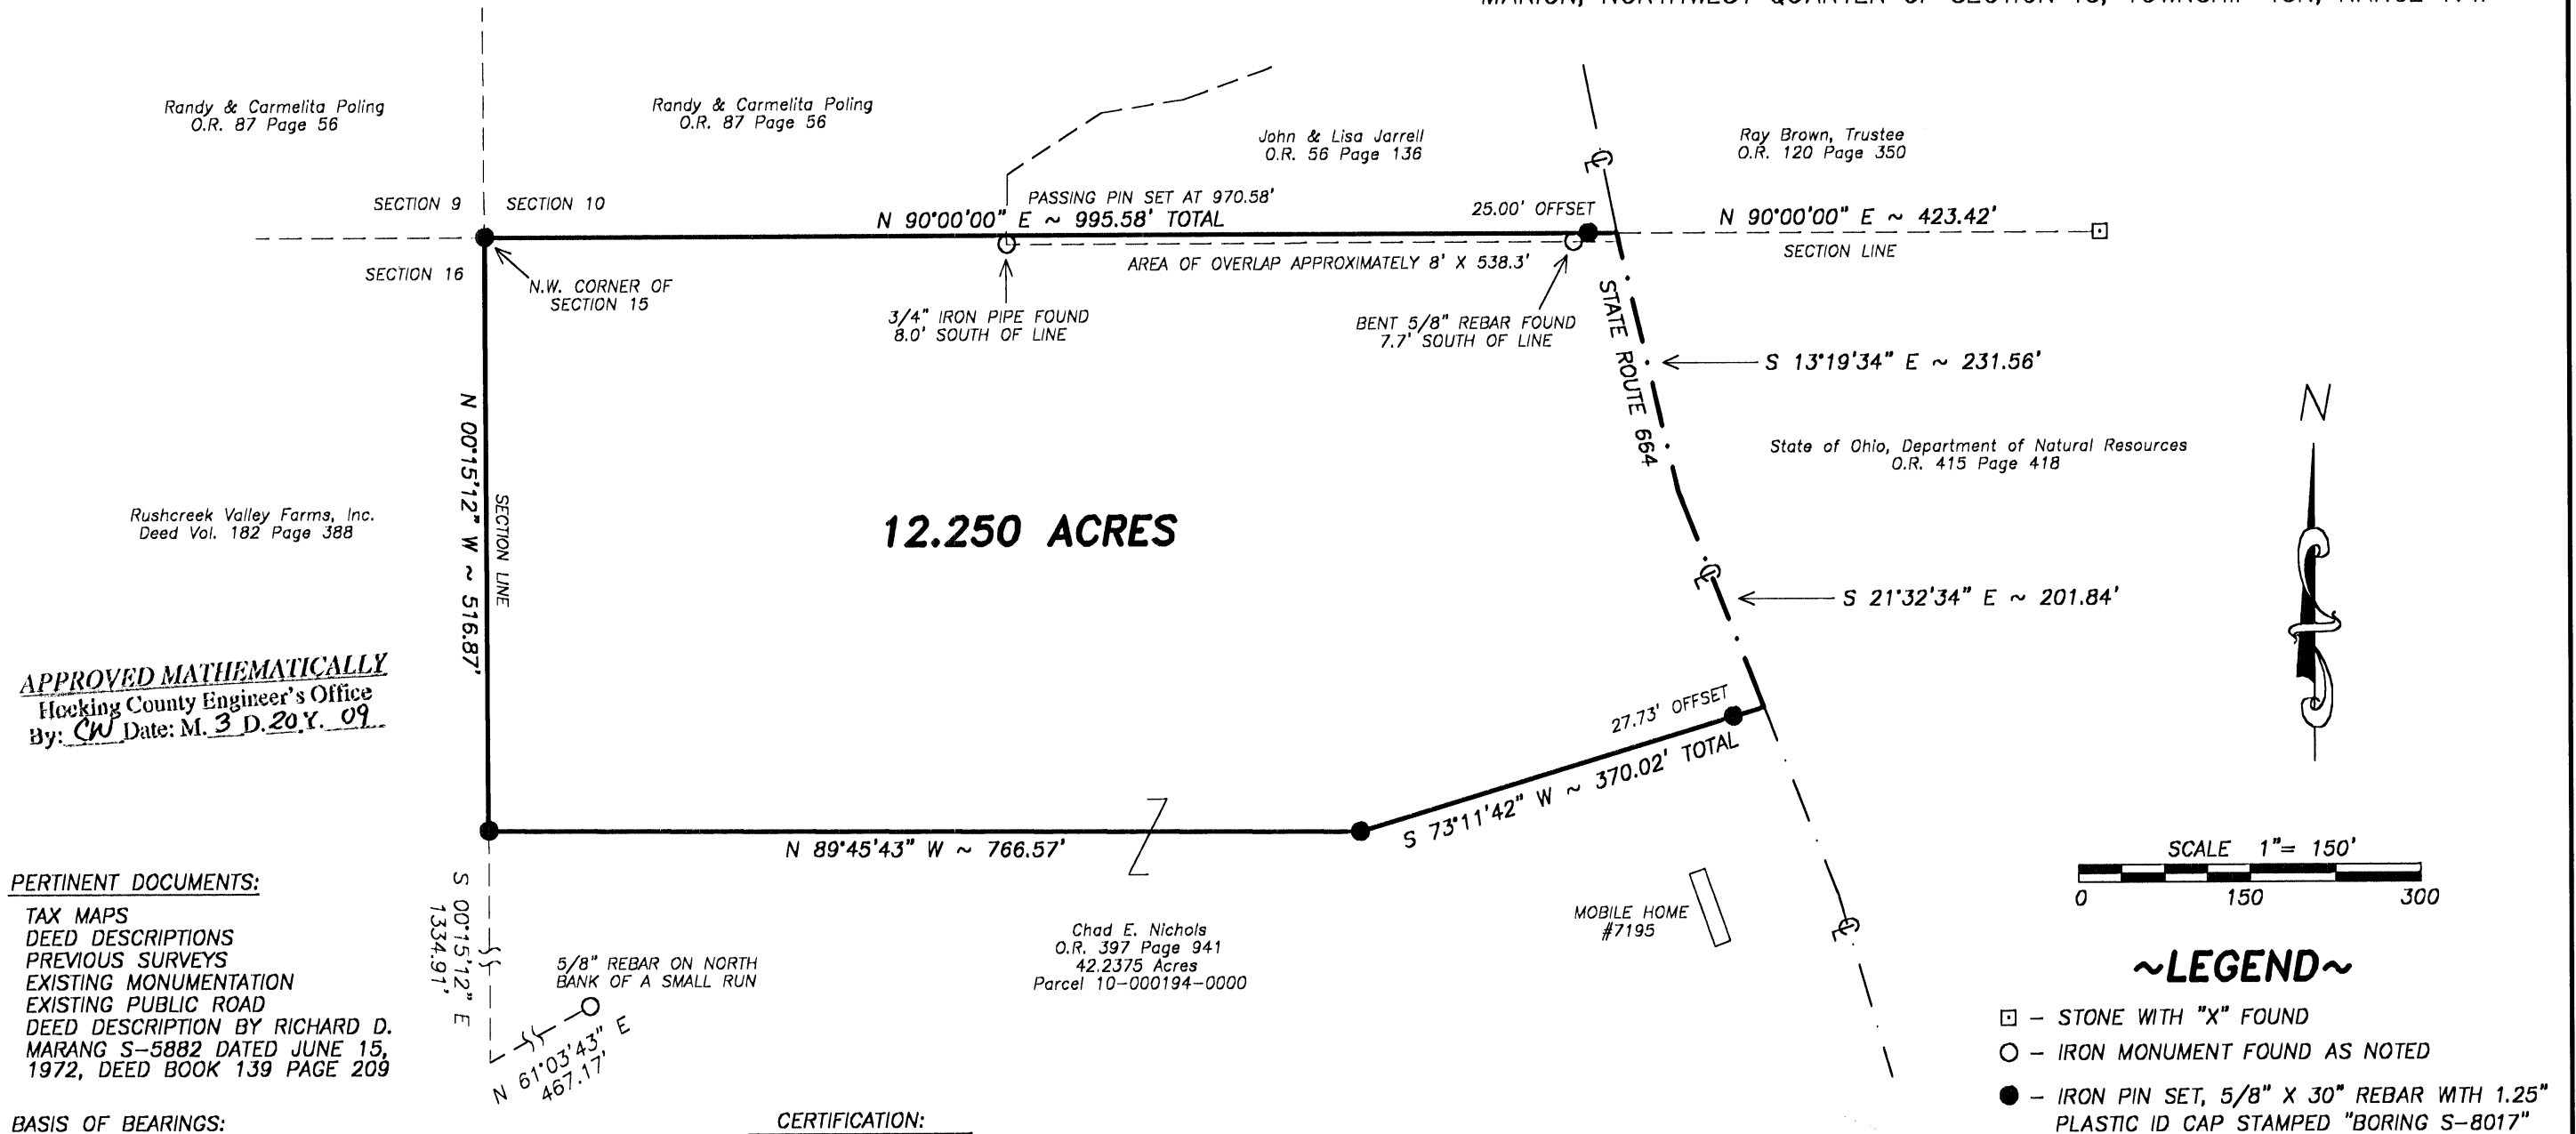 Randy & Carmelita Poling
O.R. 87 Page 56
Randy & Carmelita Poling
O.R. 87 Page 56
John & Lisa Jarrell
O.R. 56 Page 136
Ray Brown, Trustee
O.R. 120 Page 350
SECTION 9
SECTION 10
PASSING PIN SET AT 970.58'
N 90°00'00" E ~ 995.58' TOTAL
25.00' OFFSET
N 90°00'00" E ~ 423.42'
SECTION LINE
SECTION 16
N.W. CORNER OF
SECTION 15
AREA OF OVERLAP APPROXIMATELY 8' X 538.3'
3/4" IRON PIPE FOUND
8.0' SOUTH OF LINE
BENT 5/8" REBAR FOUND
7.7' SOUTH OF LINE
STATE ROUTE 664
S 13°19'34" E ~ 231.56'
N
State of Ohio, Department of Natural Resources
O.R. 415 Page 418
N 00°15'12" W ~ 516.87'
SECTION LINE
Rushcreek Valley Farms, Inc.
Deed Vol. 182 Page 388
12.250 ACRES
S 21°32'34" E ~ 201.84'
APPROVED MATHEMATICALLY
Hocking County Engineer's Office
By: CW Date: M. 3 D. 20 Y. 09
27.73' OFFSET
S 73°11'42" W ~ 370.02' TOTAL
N 89°45'43" W ~ 766.57'
SCALE 1"= 150'
0 150 300
PERTINENT DOCUMENTS:
TAX MAPS
DEED DESCRIPTIONS
PREVIOUS SURVEYS
EXISTING MONUMENTATION
EXISTING PUBLIC ROAD
DEED DESCRIPTION BY RICHARD D.
MARANG S-5882 DATED JUNE 15,
1972, DEED BOOK 139 PAGE 209
S 00°15'12" E
1334.91'
5/8" REBAR ON NORTH
BANK OF A SMALL RUN
N 61°03'43" E
467.17'
Chad E. Nichols
O.R. 397 Page 941
42.2375 Acres
Parcel 10-000194-0000
MOBILE HOME
#7195
~LEGEND~
- STONE WITH "X" FOUND
- IRON MONUMENT FOUND AS NOTED
- IRON PIN SET, 5/8" X 30" REBAR WITH 1.25"
PLASTIC ID CAP STAMPED "BORING S-8017"
BASIS OF BEARINGS:
CERTIFICATION: